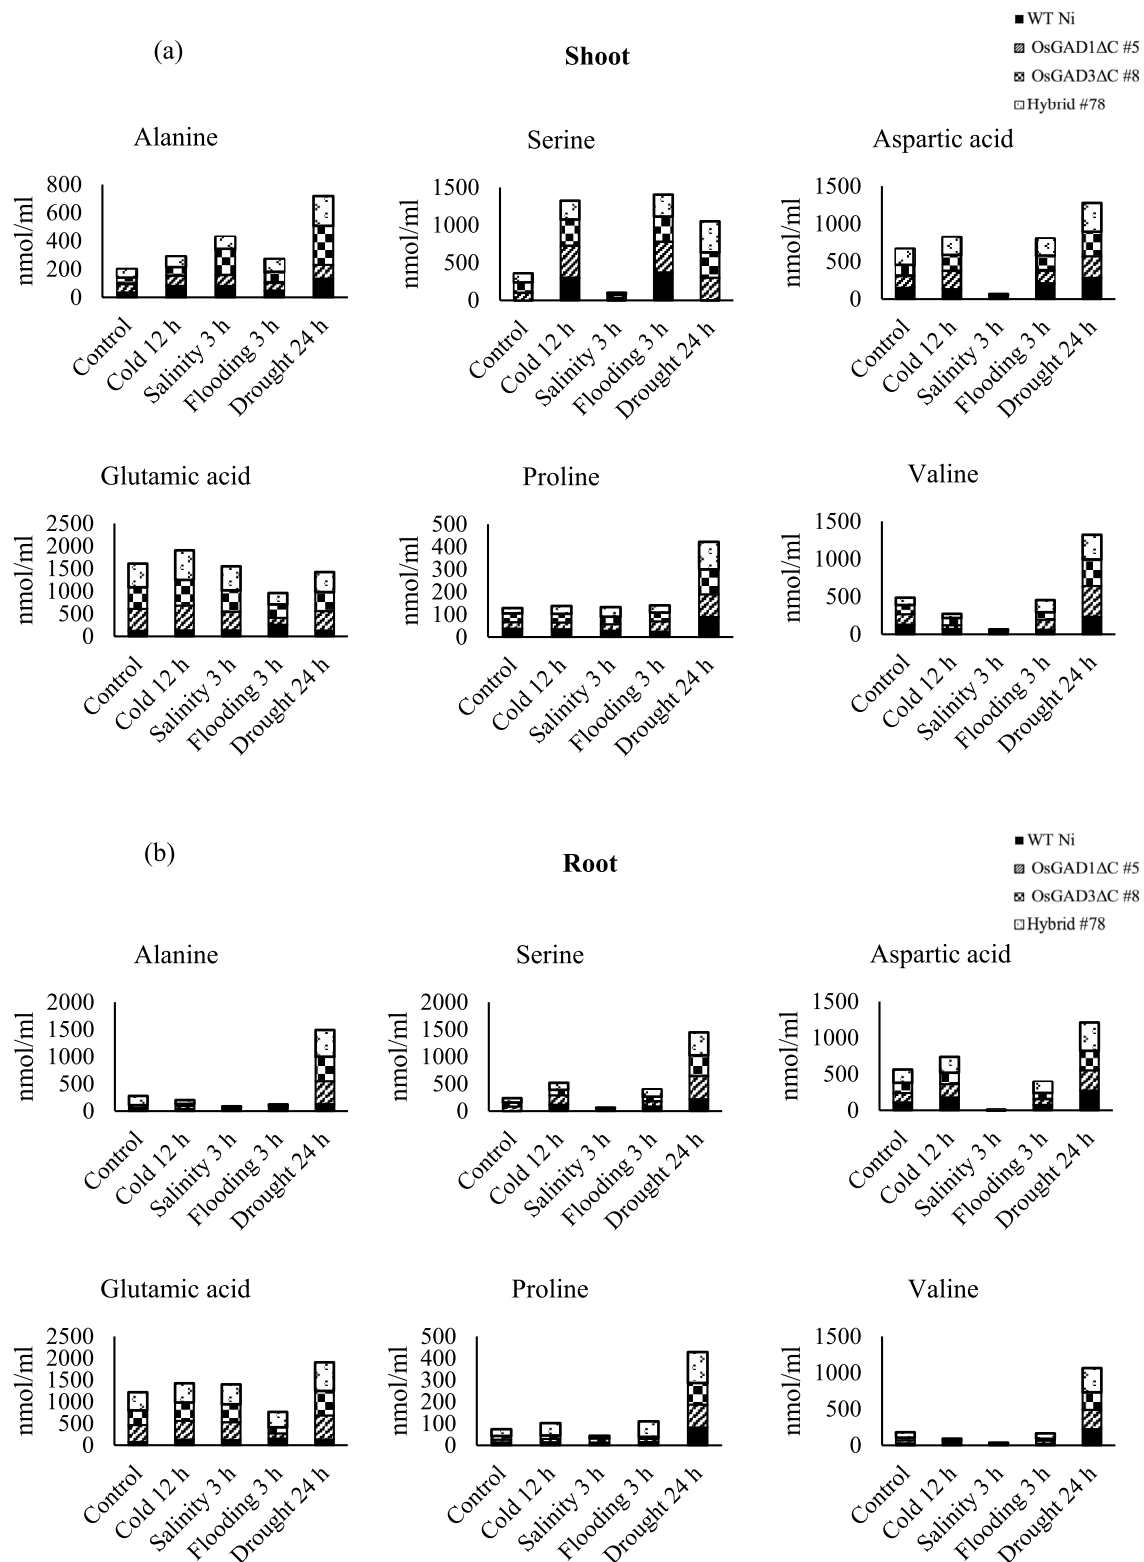 (a)
Shoot
WT Ni
OsGAD1ΔC #5
OsGAD3ΔC #8
Hybrid #78
Alanine
nmol/ml
800
600
400
200
0
Control
Cold 12 h
Salinity 3 h
Flooding 3 h
Drought 24 h
Serine
nmol/ml
1500
1000
500
0
Control
Cold 12 h
Salinity 3 h
Flooding 3 h
Drought 24 h
Aspartic acid
nmol/ml
1500
1000
500
0
Control
Cold 12 h
Salinity 3 h
Flooding 3 h
Drought 24 h
Glutamic acid
nmol/ml
2500
2000
1500
1000
500
0
Control
Cold 12 h
Salinity 3 h
Flooding 3 h
Drought 24 h
Proline
nmol/ml
500
400
300
200
100
0
Control
Cold 12 h
Salinity 3 h
Flooding 3 h
Drought 24 h
Valine
nmol/ml
1500
1000
500
0
Control
Cold 12 h
Salinity 3 h
Flooding 3 h
Drought 24 h
(b)
Root
WT Ni
OsGAD1ΔC #5
OsGAD3ΔC #8
Hybrid #78
Alanine
nmol/ml
2000
1500
1000
500
0
Control
Cold 12 h
Salinity 3 h
Flooding 3 h
Drought 24 h
Serine
nmol/ml
2000
1500
1000
500
0
Control
Cold 12 h
Salinity 3 h
Flooding 3 h
Drought 24 h
Aspartic acid
nmol/ml
1500
1000
500
0
Control
Cold 12 h
Salinity 3 h
Flooding 3 h
Drought 24 h
Glutamic acid
nmol/ml
2500
2000
1500
1000
500
0
Control
Cold 12 h
Salinity 3 h
Flooding 3 h
Drought 24 h
Proline
nmol/ml
500
400
300
200
100
0
Control
Cold 12 h
Salinity 3 h
Flooding 3 h
Drought 24 h
Valine
nmol/ml
1500
1000
500
0
Control
Cold 12 h
Salinity 3 h
Flooding 3 h
Drought 24 h